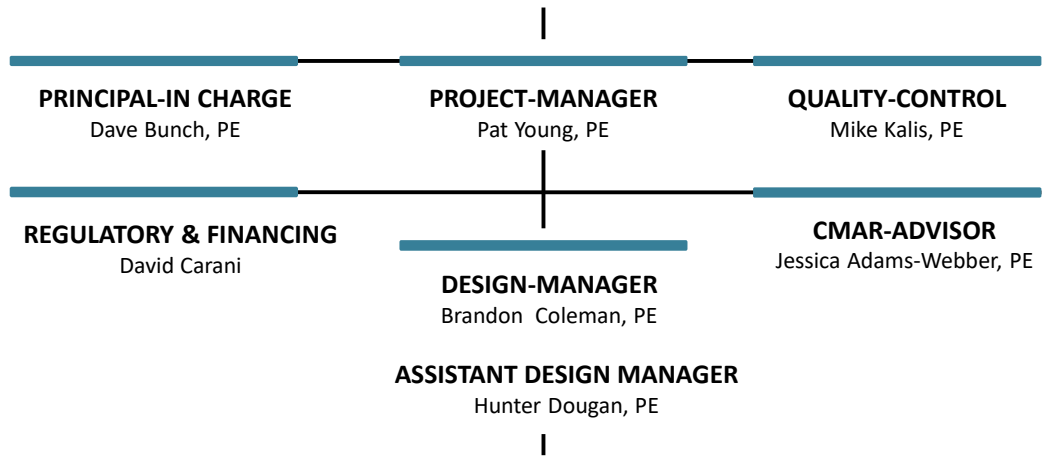 PRINCIPAL-IN CHARGE
Dave Bunch, PE
PROJECT-MANAGER
Pat Young, PE
QUALITY-CONTROL
Mike Kalis, PE
REGULATORY & FINANCING
David Carani
DESIGN-MANAGER
Brandon  Coleman, PE
CMAR-ADVISOR
Jessica Adams-Webber, PE
ASSISTANT DESIGN MANAGER
Hunter Dougan, PE